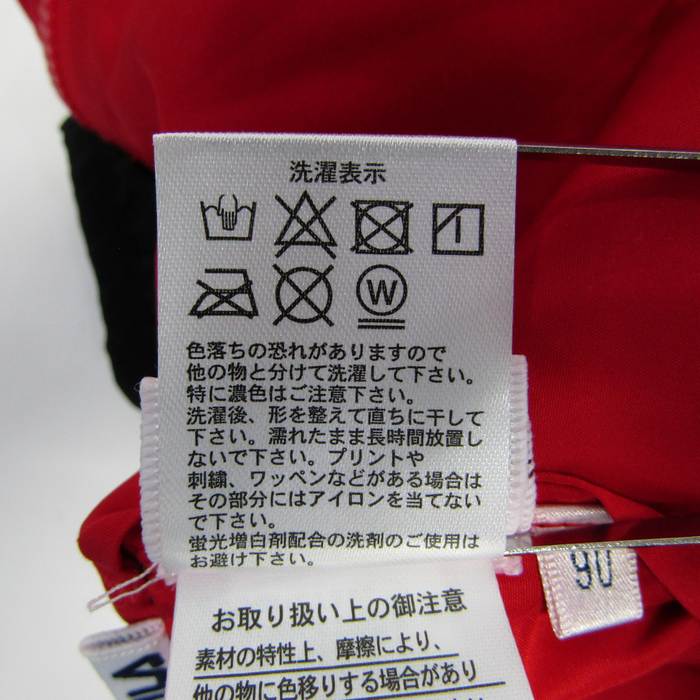 洗濯表示
W
色落ちの恐れがありますので
他の物と分けて洗濯して下さい。
特に濃色はご注意下さい。
洗濯後、形を整えて直ちに干して
下さい。濡れたまま長時間放置し
ないで下さい。プリントや
刺繍、ワッペンなどがある場合は
その部分にはアイロンを当てない
で下さい。
蛍光増白剤配合の洗剤のご使用は
お避け下さい。
90
お取り扱い上の御注意
素材の特性上、摩擦により、
他の物に色移りする場合があり